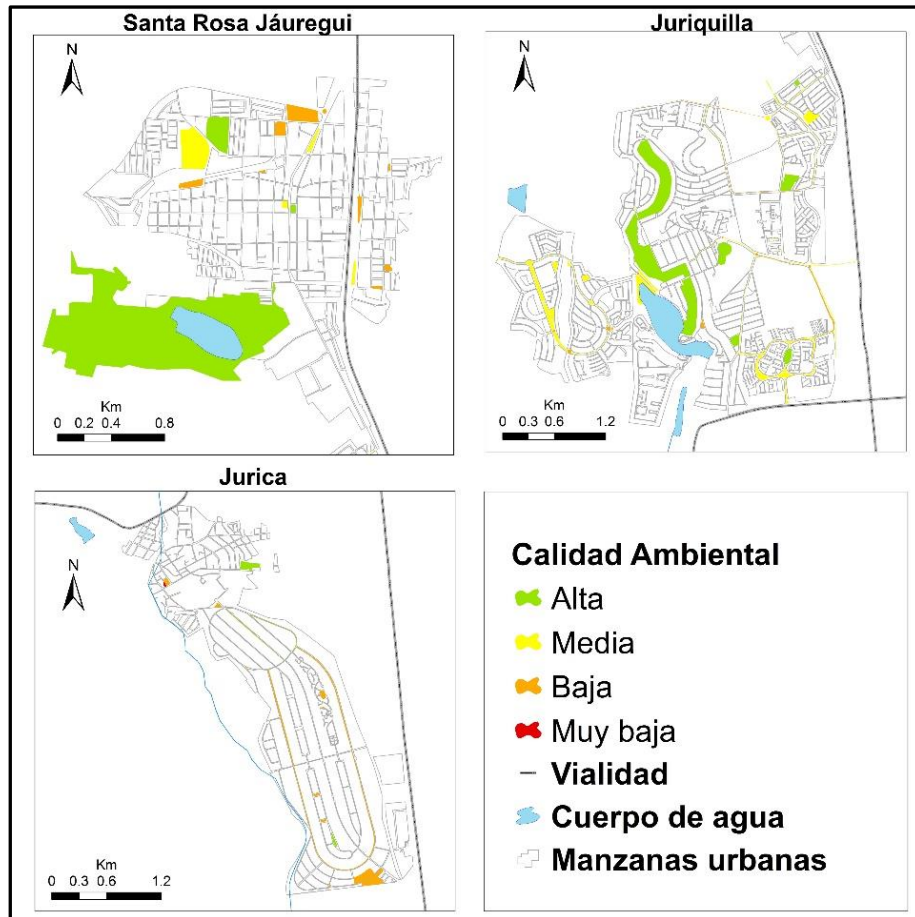 Santa Rosa Jáuregui
N
Km
0 0.2 0.4 0.8
Juriquilla
N
Km
0 0.3 0.6 1.2
Jurica
N
Km
0 0.3 0.6 1.2
Calidad Ambiental
Alta
Media
Baja
Muy baja
Vialidad
Cuerpo de agua
Manzanas urbanas